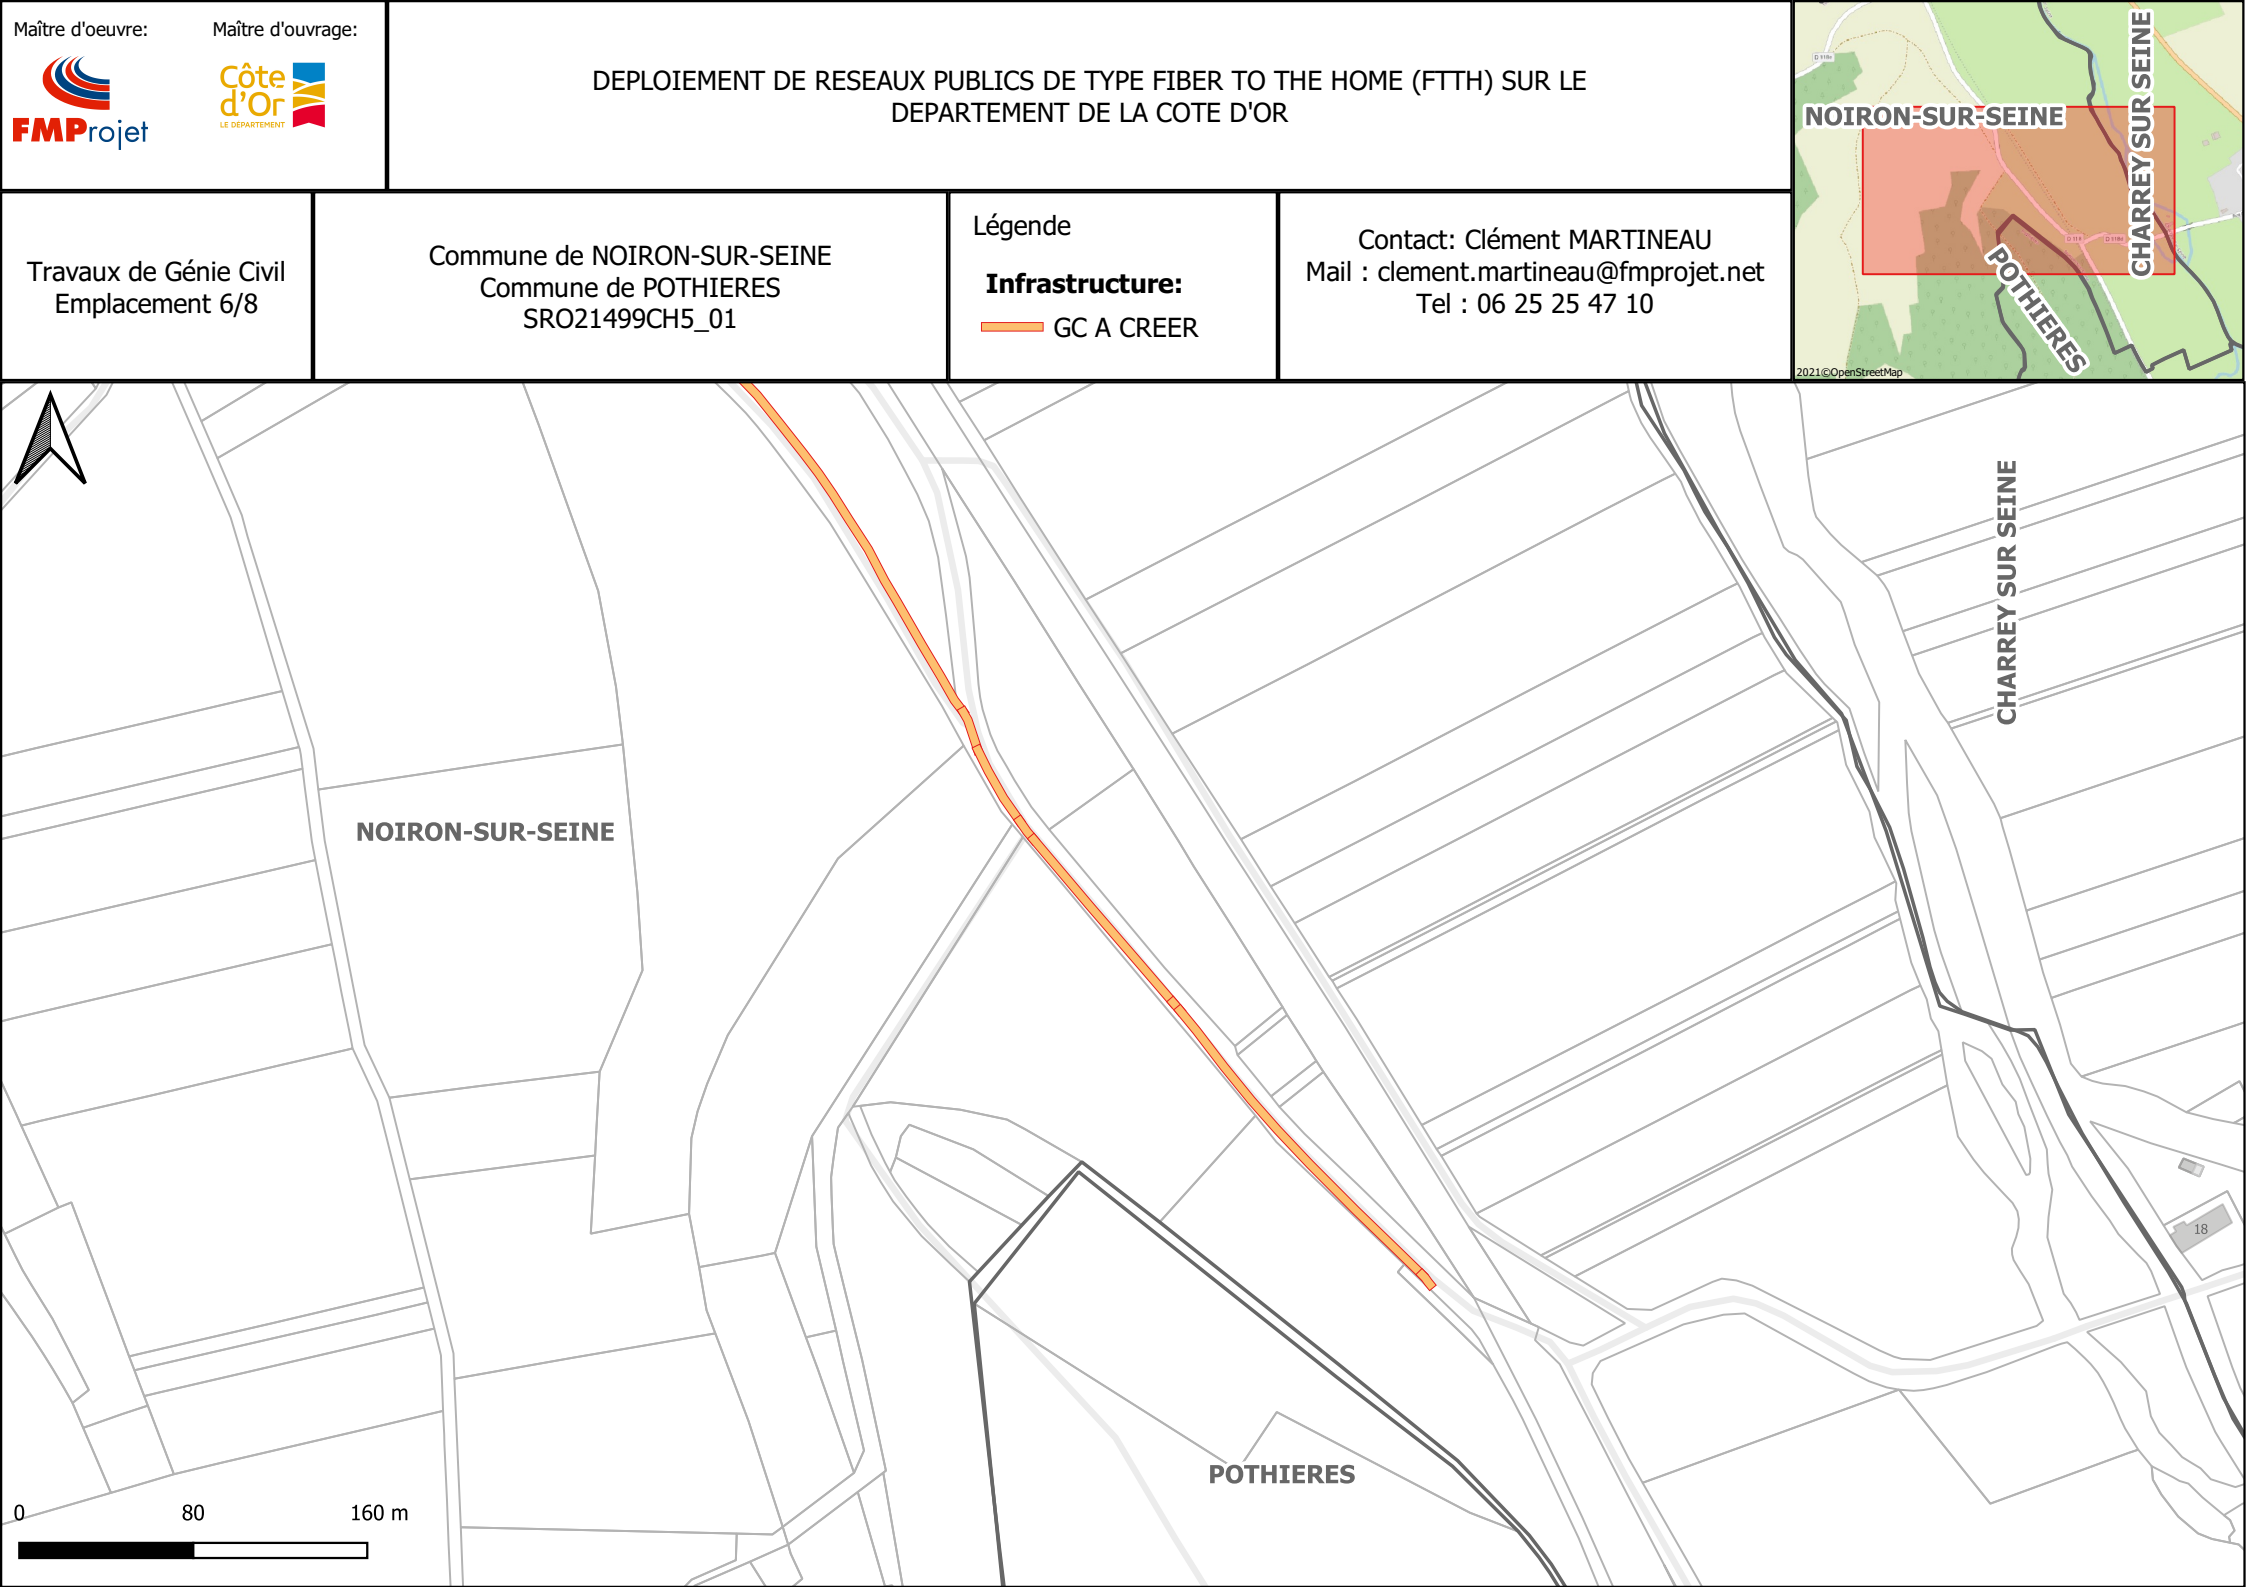 Maître d'oeuvre:
Maître d'ouvrage:
FMProjet
Côte
d'Or
LE DÉPARTEMENT
DEPLOIEMENT DE RESEAUX PUBLICS DE TYPE FIBER TO THE HOME (FTTH) SUR LE
DEPARTEMENT DE LA COTE D'OR
Travaux de Génie Civil
Emplacement 6/8
Commune de NOIRON-SUR-SEINE
Commune de POTHIERES
SRO21499CH5_01
Légende
Infrastructure:
GC A CREER
Contact: Clément MARTINEAU
Mail : clement.martineau@fmprojet.net
Tel : 06 25 25 47 10
NOIRON-SUR-SEINE
CHARREY SUR SEINE
POTHIERES
2021©OpenStreetMap
CHARREY SUR SEINE
NOIRON-SUR-SEINE
18
POTHIERES
0
80
160 m